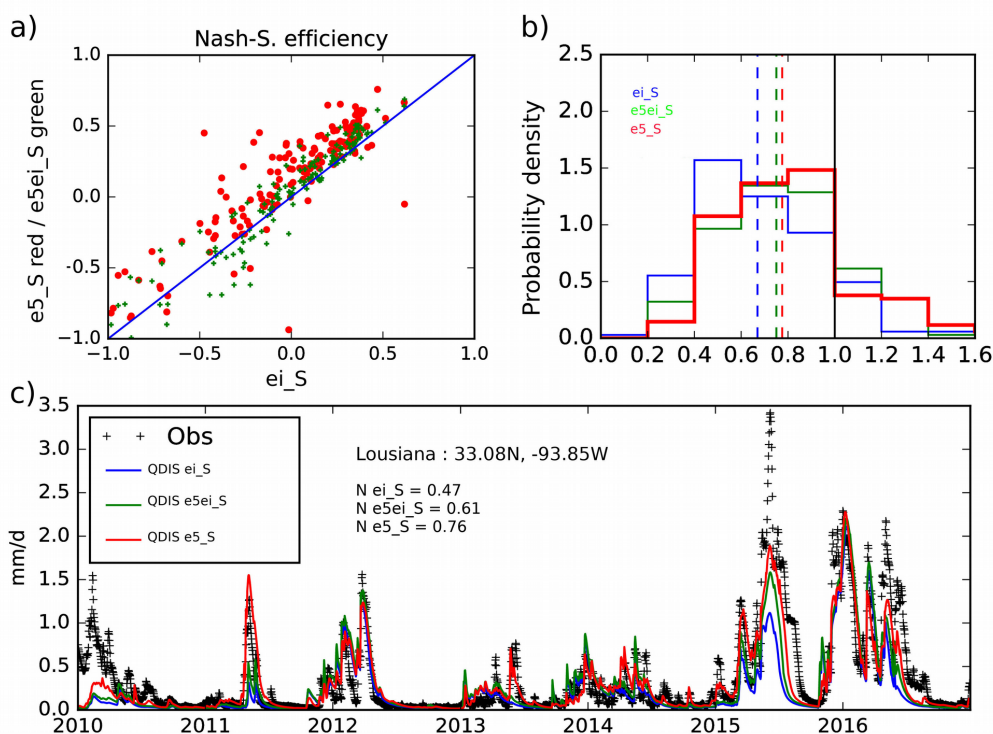 a)
Nash-S. efficiency
e5_S red / e5ei_S green
1.0
0.5
0.0
−0.5
−1.0
−1.0
−0.5
0.0
0.5
1.0
ei_S
b)
Probability density
2.5
2.0
1.5
1.0
0.5
0.0
ei_S
e5ei_S
e5_S
0.0
0.2
0.4
0.6
0.8
1.0
1.2
1.4
1.6
c)
mm/d
3.5
3.0
2.5
2.0
1.5
1.0
0.5
0.0
Obs
QDIS ei_S
QDIS e5ei_S
QDIS e5_S
Lousiana : 33.08N, -93.85W
N ei_S = 0.47
N e5ei_S = 0.61
N e5_S = 0.76
2010
2011
2012
2013
2014
2015
2016